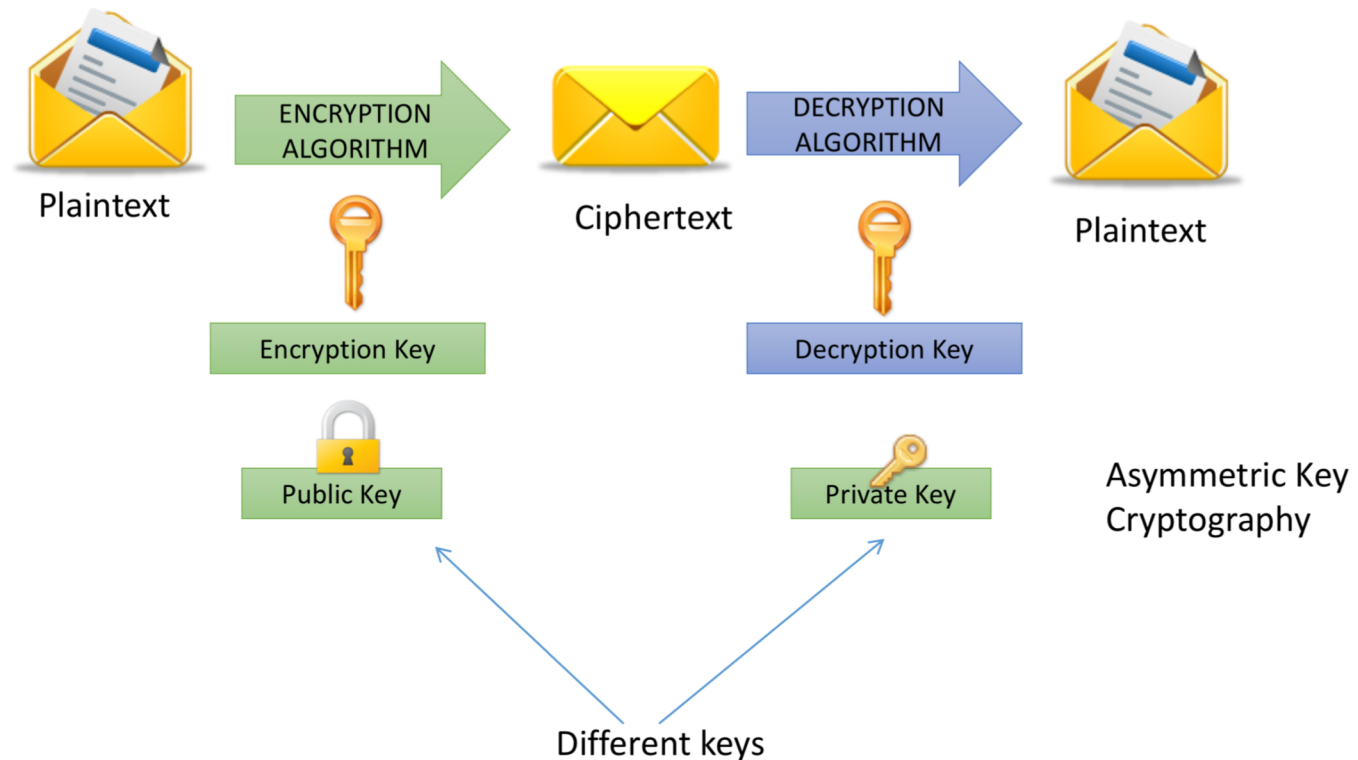 ENCRYPTION
ALGORITHM
DECRYPTION
ALGORITHM
Plaintext
Ciphertext
Plaintext
Encryption Key
Decryption Key
Public Key
Private Key
Asymmetric Key
Cryptography
Different keys